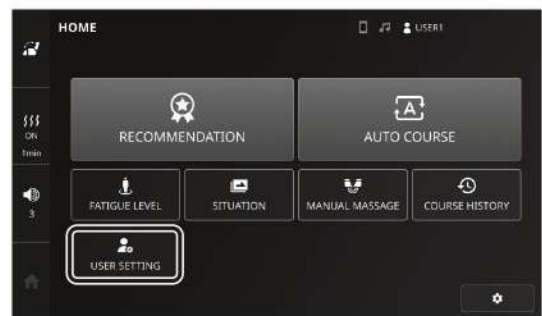 HOME
USER1
ON
1min
3
RECOMMENDATION
AUTO COURSE
A
FATIGUE LEVEL
SITUATION
MANUAL MASSAGE
COURSE HISTORY
USER SETTING